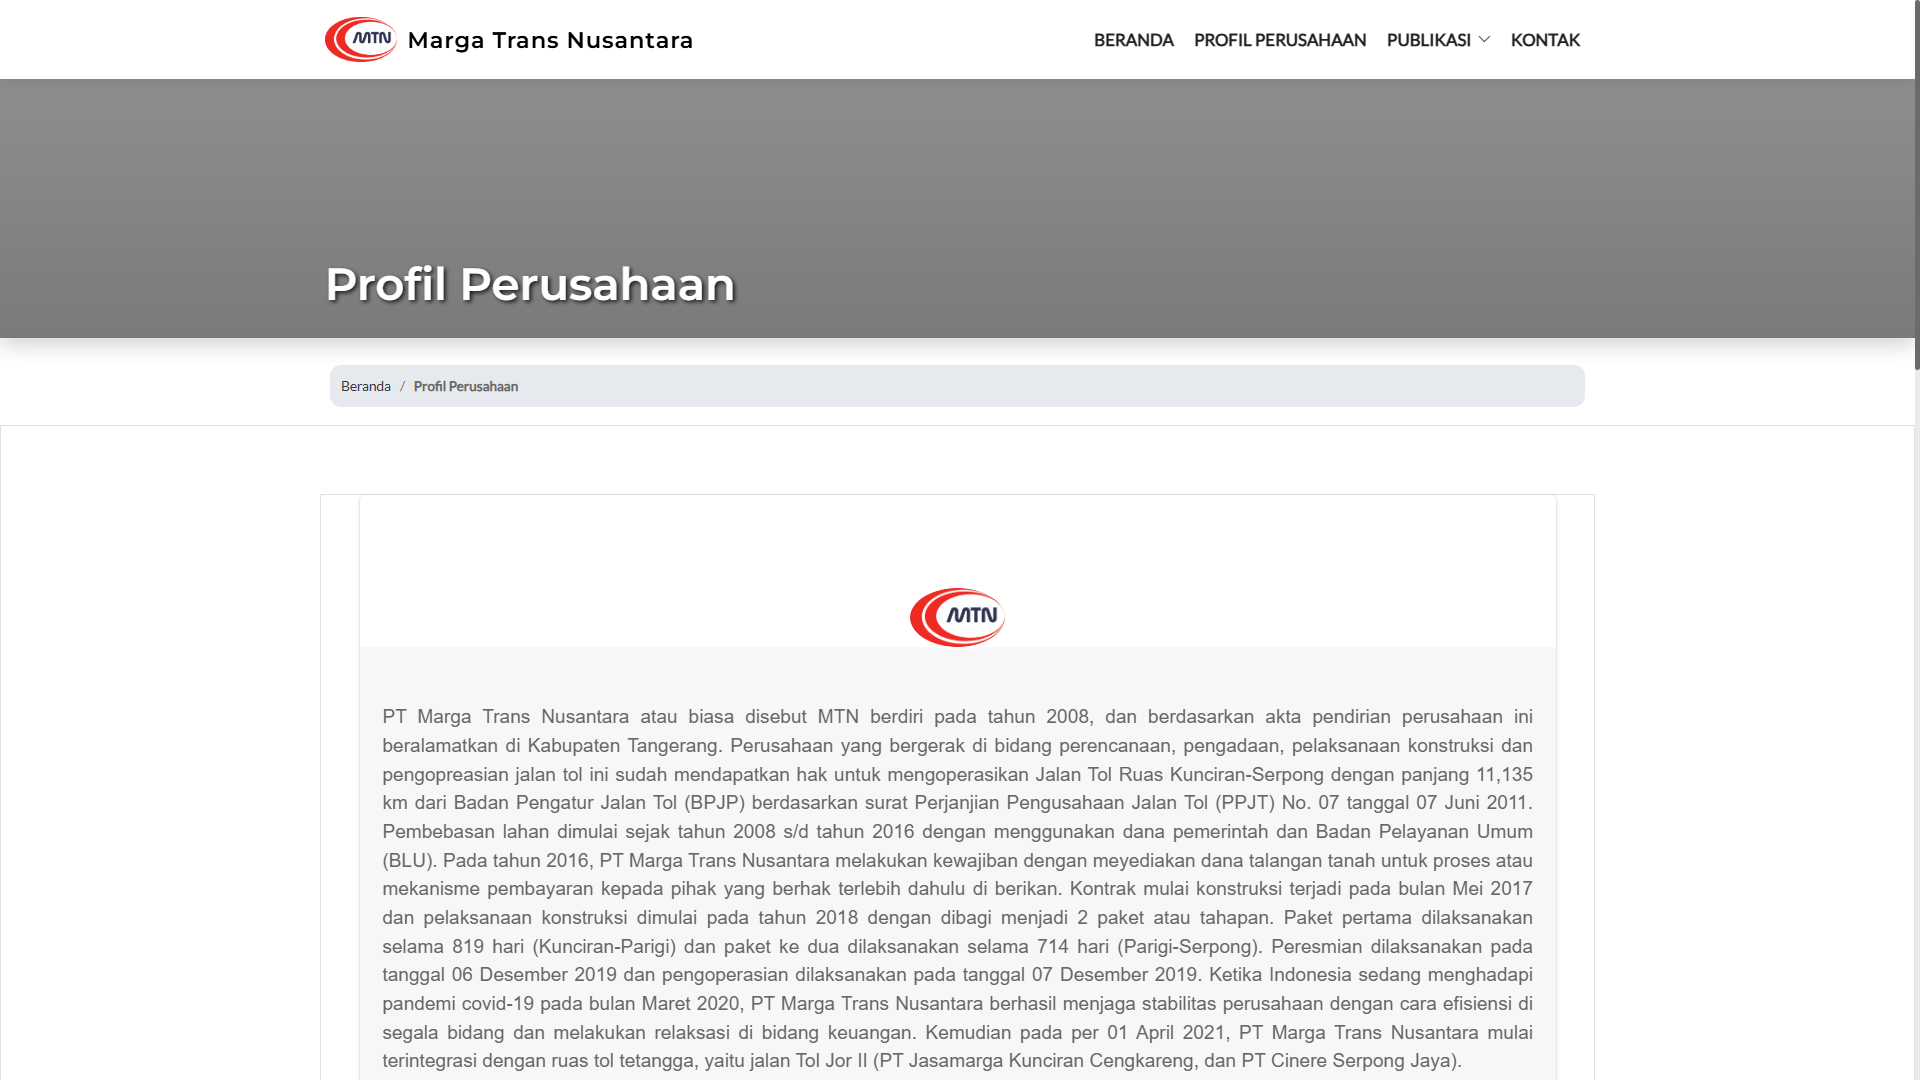 MTN Marga Trans Nusantara BERANDA PROFIL PERUSAHAAN PUBLIKASI KONTAK
Profil Perusahaan
Beranda / Profil Perusahaan
MTN
PT Marga Trans Nusantara atau biasa disebut MTN berdiri pada tahun 2008, dan berdasarkan akta pendirian perusahaan ini
beralamatkan di Kabupaten Tangerang. Perusahaan yang bergerak di bidang perencanaan, pengadaan, pelaksanaan konstruksi dan
pengopreasian jalan tol ini sudah mendapatkan hak untuk mengoperasikan Jalan Tol Ruas Kunciran-Serpong dengan panjang 11,135
km dari Badan Pengatur Jalan Tol (BPJP) berdasarkan surat Perjanjian Pengusahaan Jalan Tol (PPJT) No. 07 tanggal 07 Juni 2011.
Pembebasan lahan dimulai sejak tahun 2008 s/d tahun 2016 dengan menggunakan dana pemerintah dan Badan Pelayanan Umum
(BLU). Pada tahun 2016, PT Marga Trans Nusantara melakukan kewajiban dengan meyediakan dana talangan tanah untuk proses atau
mekanisme pembayaran kepada pihak yang berhak terlebih dahulu di berikan. Kontrak mulai konstruksi terjadi pada bulan Mei 2017
dan pelaksanaan konstruksi dimulai pada tahun 2018 dengan dibagi menjadi 2 paket atau tahapan. Paket pertama dilaksanakan
selama 819 hari (Kunciran-Parigi) dan paket ke dua dilaksanakan selama 714 hari (Parigi-Serpong). Peresmian dilaksanakan pada
tanggal 06 Desember 2019 dan pengoperasian dilaksanakan pada tanggal 07 Desember 2019. Ketika Indonesia sedang menghadapi
pandemi covid-19 pada bulan Maret 2020, PT Marga Trans Nusantara berhasil menjaga stabilitas perusahaan dengan cara efisiensi di
segala bidang dan melakukan relaksasi di bidang keuangan. Kemudian pada per 01 April 2021, PT Marga Trans Nusantara mulai
terintegrasi dengan ruas tol tetangga, yaitu jalan Tol Jor II (PT Jasamarga Kunciran Cengkareng, dan PT Cinere Serpong Jaya).